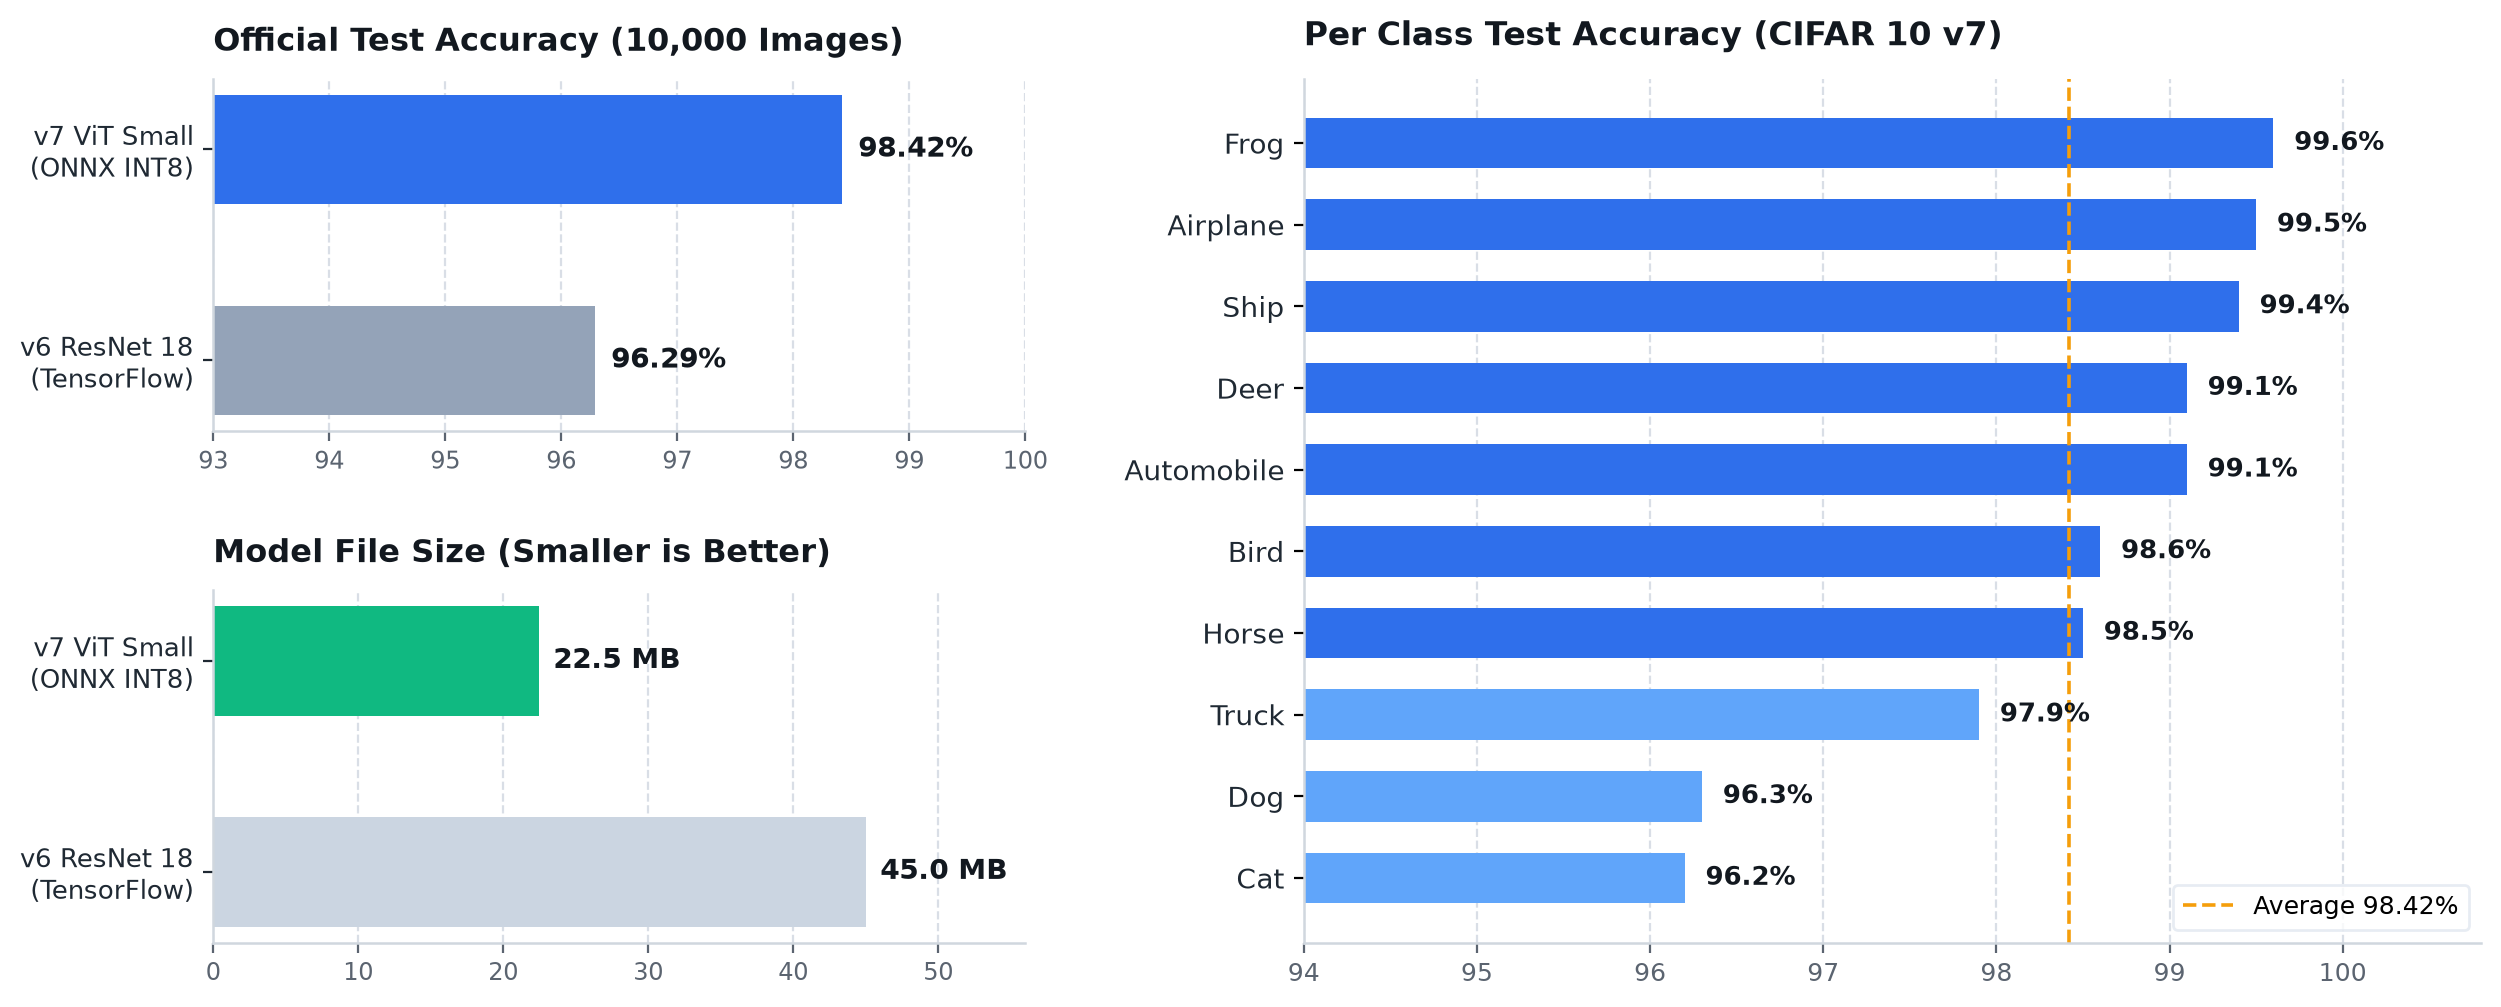 Official Test Accuracy (10,000 Images)
v7 ViT Small
(ONNX INT8)
98.42%
v6 ResNet 18
(TensorFlow)
96.29%
93 94 95 96 97 98 99 100
Model File Size (Smaller is Better)
v7 ViT Small
(ONNX INT8)
22.5 MB
v6 ResNet 18
(TensorFlow)
45.0 MB
0 10 20 30 40 50
Per Class Test Accuracy (CIFAR 10 v7)
Frog 99.6%
Airplane 99.5%
Ship 99.4%
Deer 99.1%
Automobile 99.1%
Bird 98.6%
Horse 98.5%
Truck 97.9%
Dog 96.3%
Cat 96.2%
Average 98.42%
94 95 96 97 98 99 100